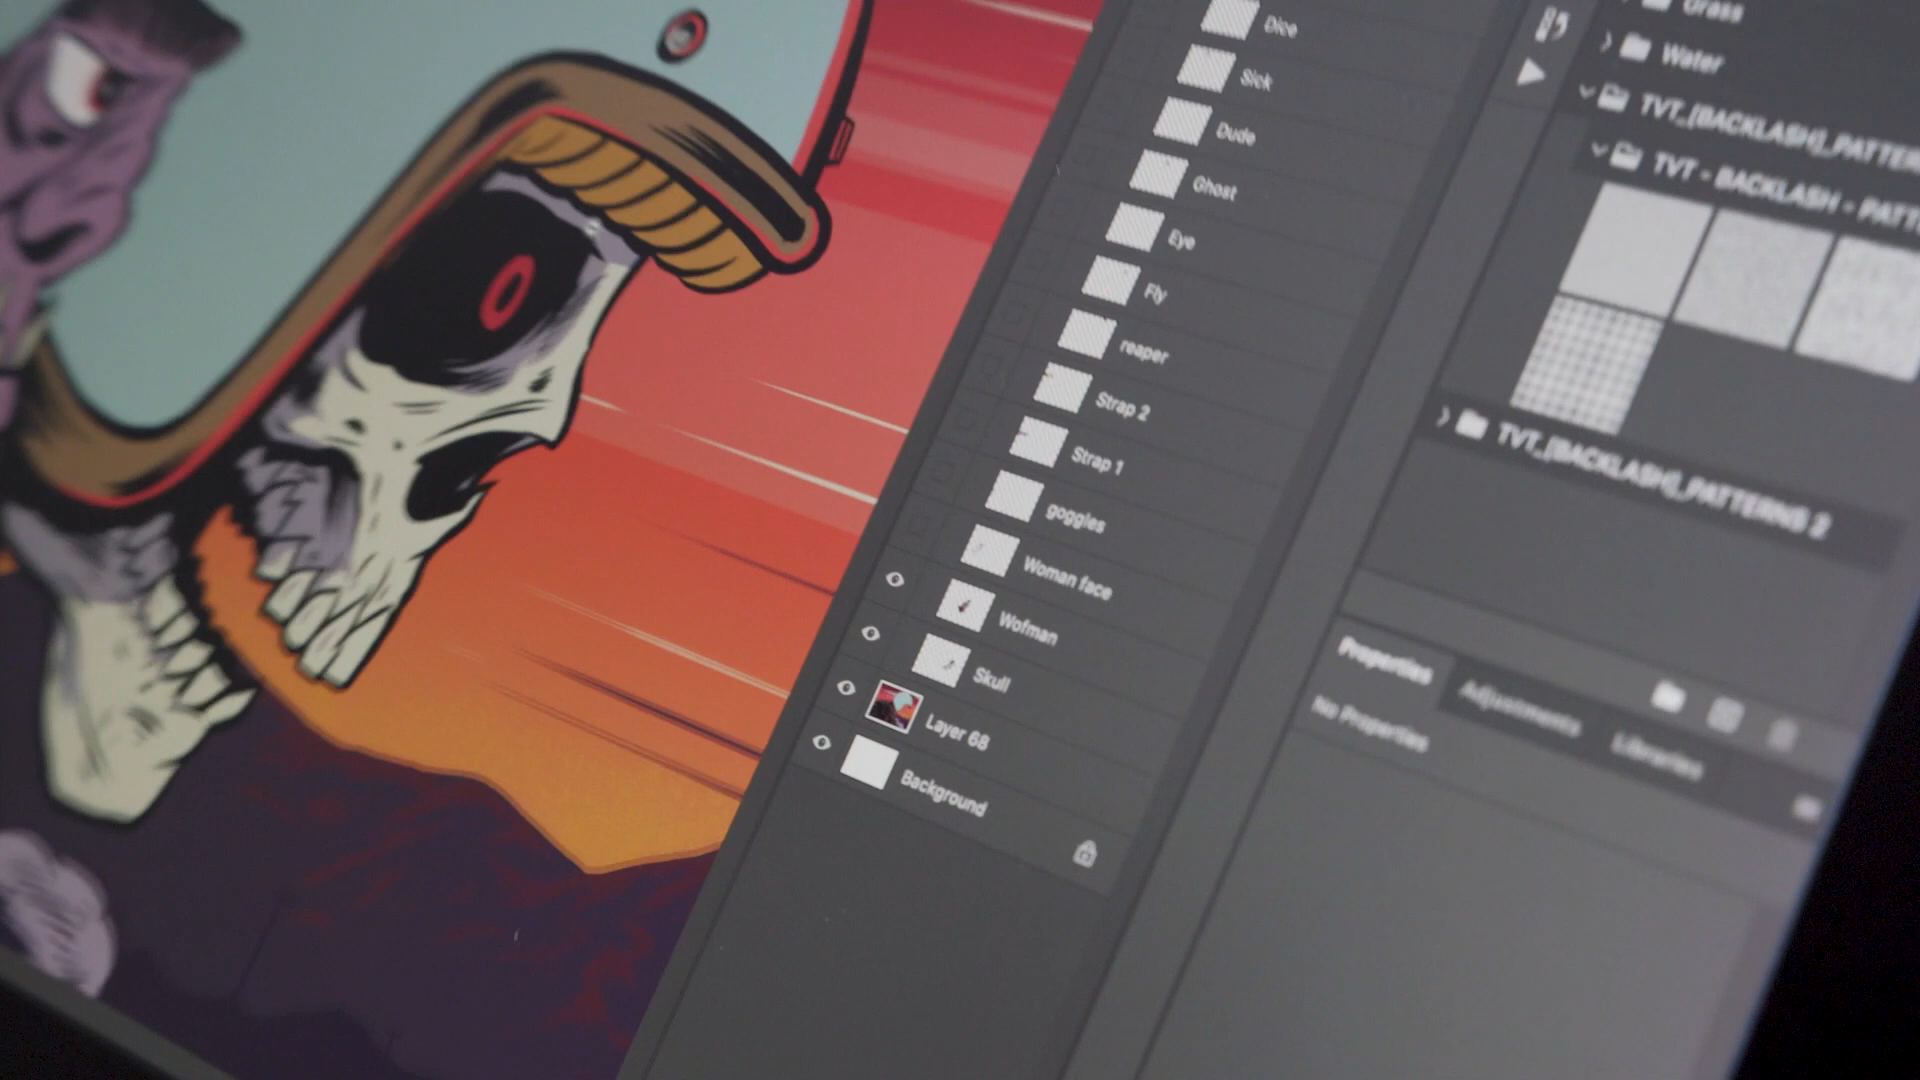 Dice
Sick
Dude
Ghost
Eye
Fly
reaper
Strap 2
Strap 1
goggles
Woman face
Wofman
Skull
Layer 68
Background
Grass
Water
TVT_[BACKLASH]_PATTERN
TVT - BACKLASH - PATT
TVT_[BACKLASH]_PATTERNS 2
Properties
Adjustments
Libraries
No Properties